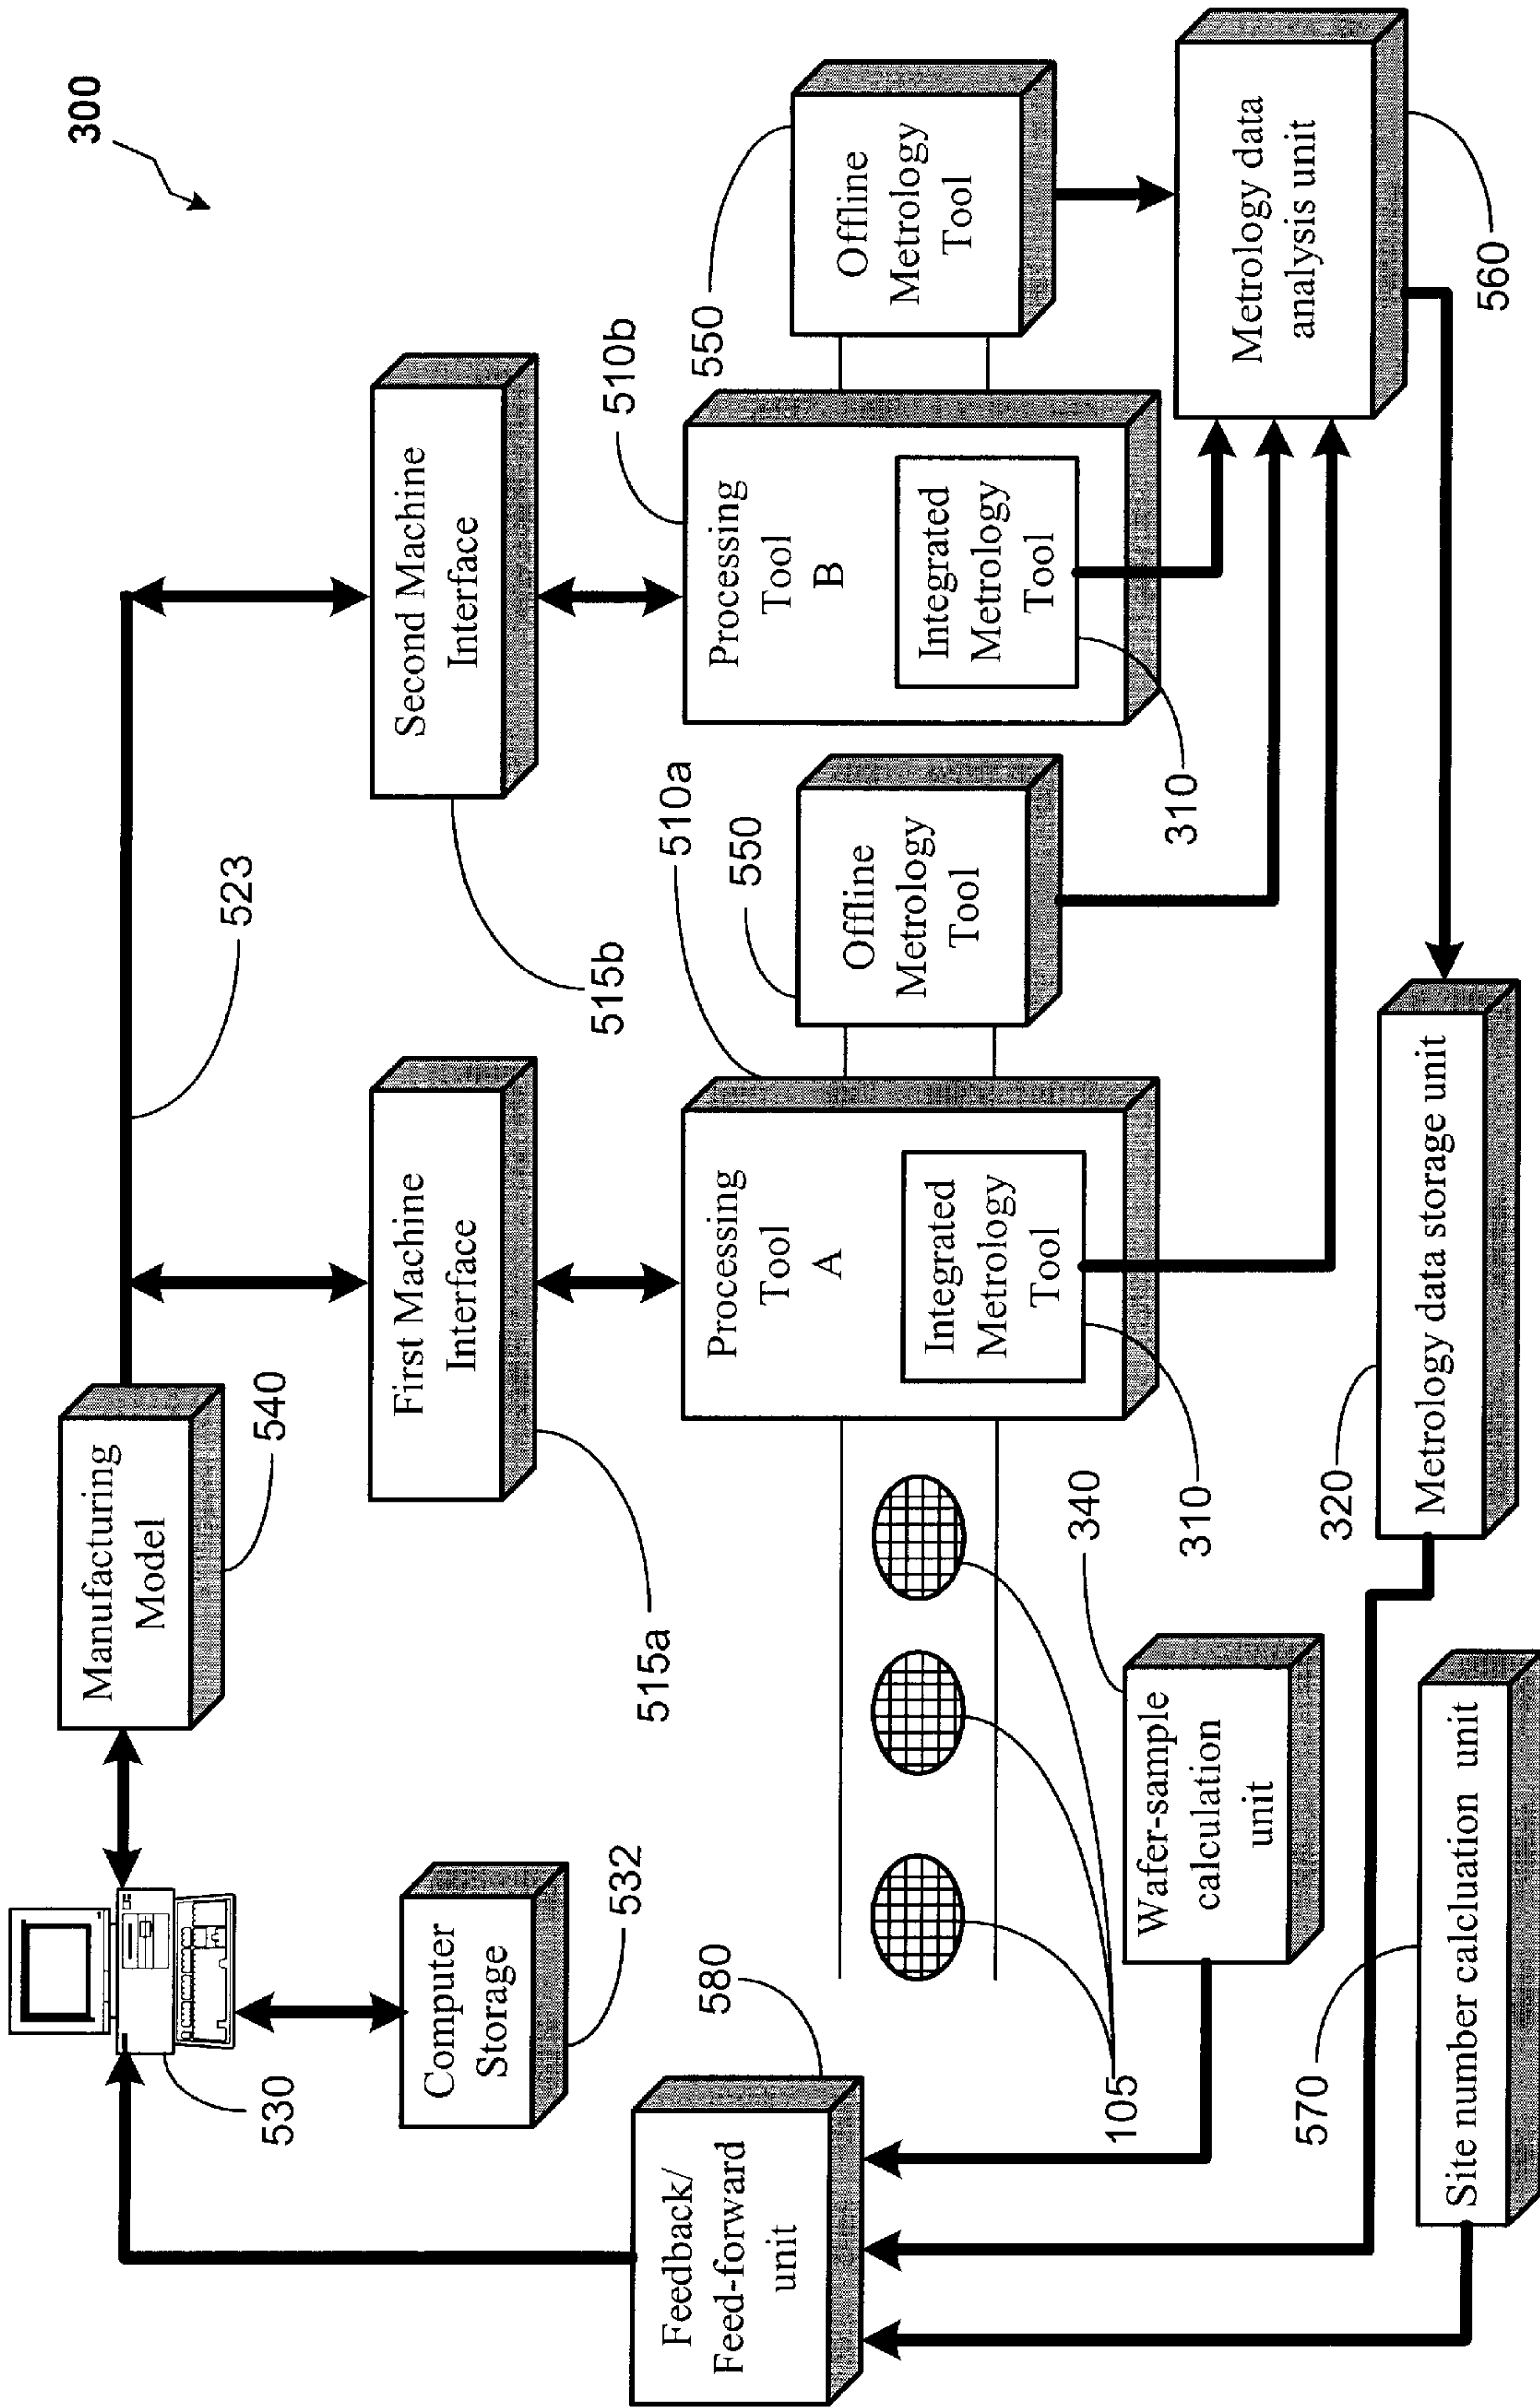 300
530
Manufacturing
Model
540
523
Computer
Storage
532
First Machine
Interface
515a
Second Machine
Interface
515b
Feedback/
Feed-forward
unit
580
105
Processing
Tool
A
510a
Integrated
Metrology
Tool
310
Offline
Metrology
Tool
550
Processing
Tool
B
510b
Integrated
Metrology
Tool
310
Offline
Metrology
Tool
550
Wafer-sample
calculation
unit
340
Metrology data
analysis unit
560
Metrology data storage unit
320
Site number calcluation unit
570